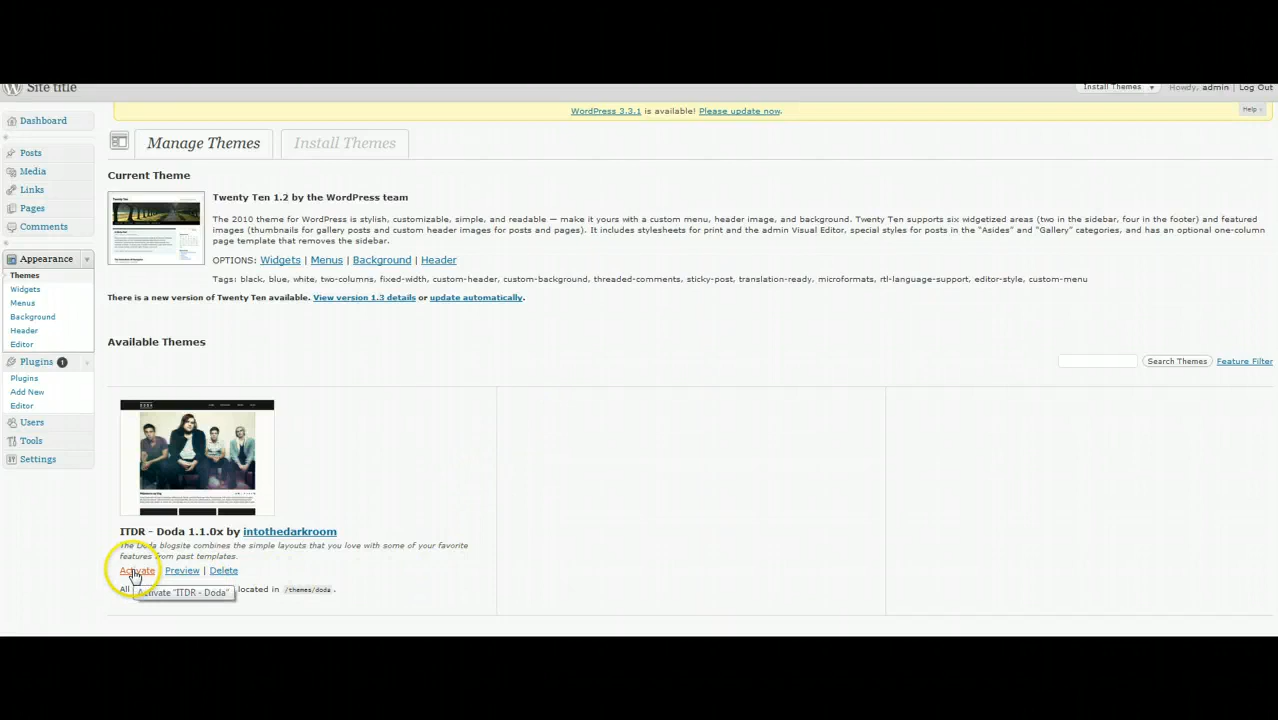 Site title
Install Themes
Howdy, admin | Log Out
WordPress 3.3.1 is available! Please update now.
Help
Dashboard
Posts
Media
Links
Pages
Comments
Appearance
Themes
Widgets
Menus
Background
Header
Editor
Plugins 1
Plugins
Add New
Editor
Users
Tools
Settings
Manage Themes
Install Themes
Current Theme
Twenty Ten 1.2 by the WordPress team
The 2010 theme for WordPress is stylish, customizable, simple, and readable — make it yours with a custom menu, header image, and background. Twenty Ten supports six widgetized areas (two in the sidebar, four in the footer) and featured
images (thumbnails for gallery posts and custom header images for posts and pages). It includes stylesheets for print and the admin Visual Editor, special styles for posts in the "Asides" and "Gallery" categories, and has an optional one-column
page template that removes the sidebar.
OPTIONS: Widgets | Menus | Background | Header
Tags: black, blue, white, two-columns, fixed-width, custom-header, custom-background, threaded-comments, sticky-post, translation-ready, microformats, rtl-language-support, editor-style, custom-menu
There is a new version of Twenty Ten available. View version 1.3 details or update automatically.
Available Themes
Search Themes
Feature Filter
ITDR - Doda 1.1.0x by intothedarkroom
The Doda blogsite combines the simple layouts that you love with some of your favorite
features from past templates.
Activate | Preview | Delete
All located in /themes/doda .
Activate "ITDR - Doda"